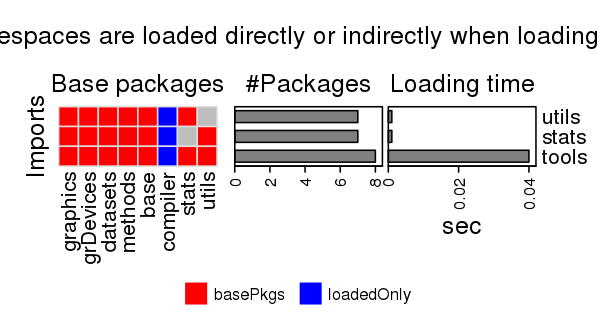 espaces are loaded directly or indirectly when loading
Base packages #Packages Loading time
Imports
utils
stats
tools
graphics
grDevices
datasets
methods
base
compiler
stats
utils
0 2 4 6 8
0 0.02 0.04
sec
basePkgs loadedOnly